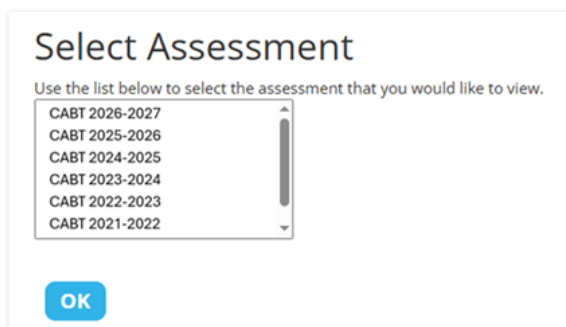 Select Assessment
Use the list below to select the assessment that you would like to view.
CABT 2026-2027
CABT 2025-2026
CABT 2024-2025
CABT 2023-2024
CABT 2022-2023
CABT 2021-2022
OK